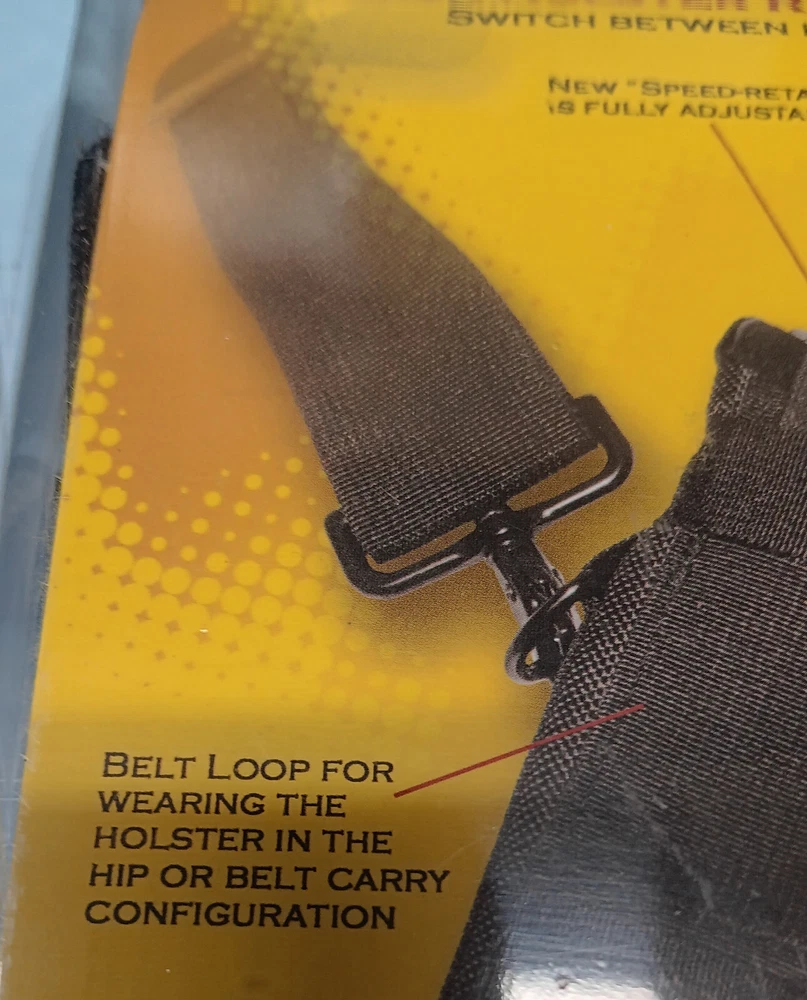 SWITCH BETWEEN
NEW "SPEED-RETA
IS FULLY ADJUSTA
BELT LOOP FOR
WEARING THE
HOLSTER IN THE
HIP OR BELT CARRY
CONFIGURATION